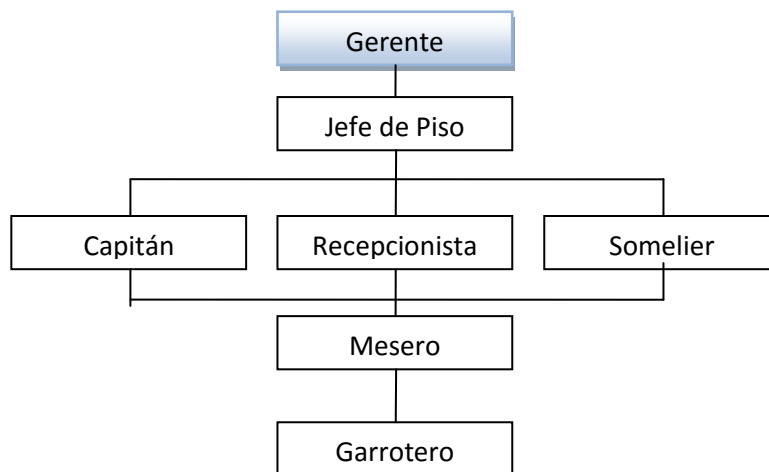 Gerente
Jefe de Piso
Capitán
Recepcionista
Somelier
Mesero
Garrotero